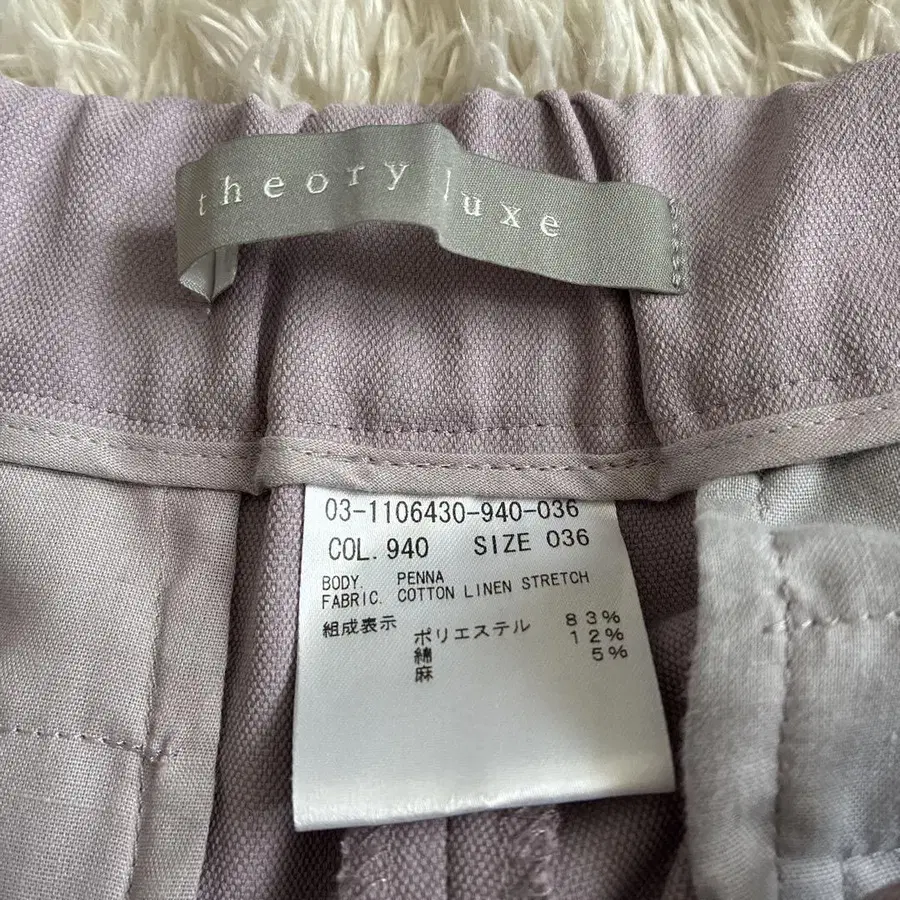 theory luxe
03-1106430-940-036
COL. 940 SIZE 036
BODY. PENNA
FABRIC. COTTON LINEN STRETCH
組成表示 ポリエステル 83%
綿 12%
麻 5%